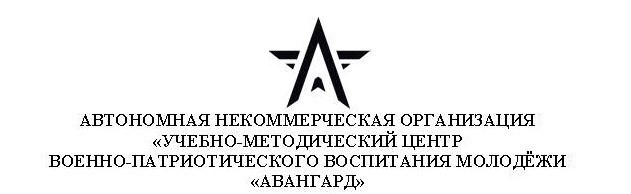 АВТОНОМНАЯ НЕКОММЕРЧЕСКАЯ ОРГАНИЗАЦИЯ
«УЧЕБНО-МЕТОДИЧЕСКИЙ ЦЕНТР
ВОЕННО-ПАТРИОТИЧЕСКОГО ВОСПИТАНИЯ МОЛОДЁЖИ
«АВАНГАРД»